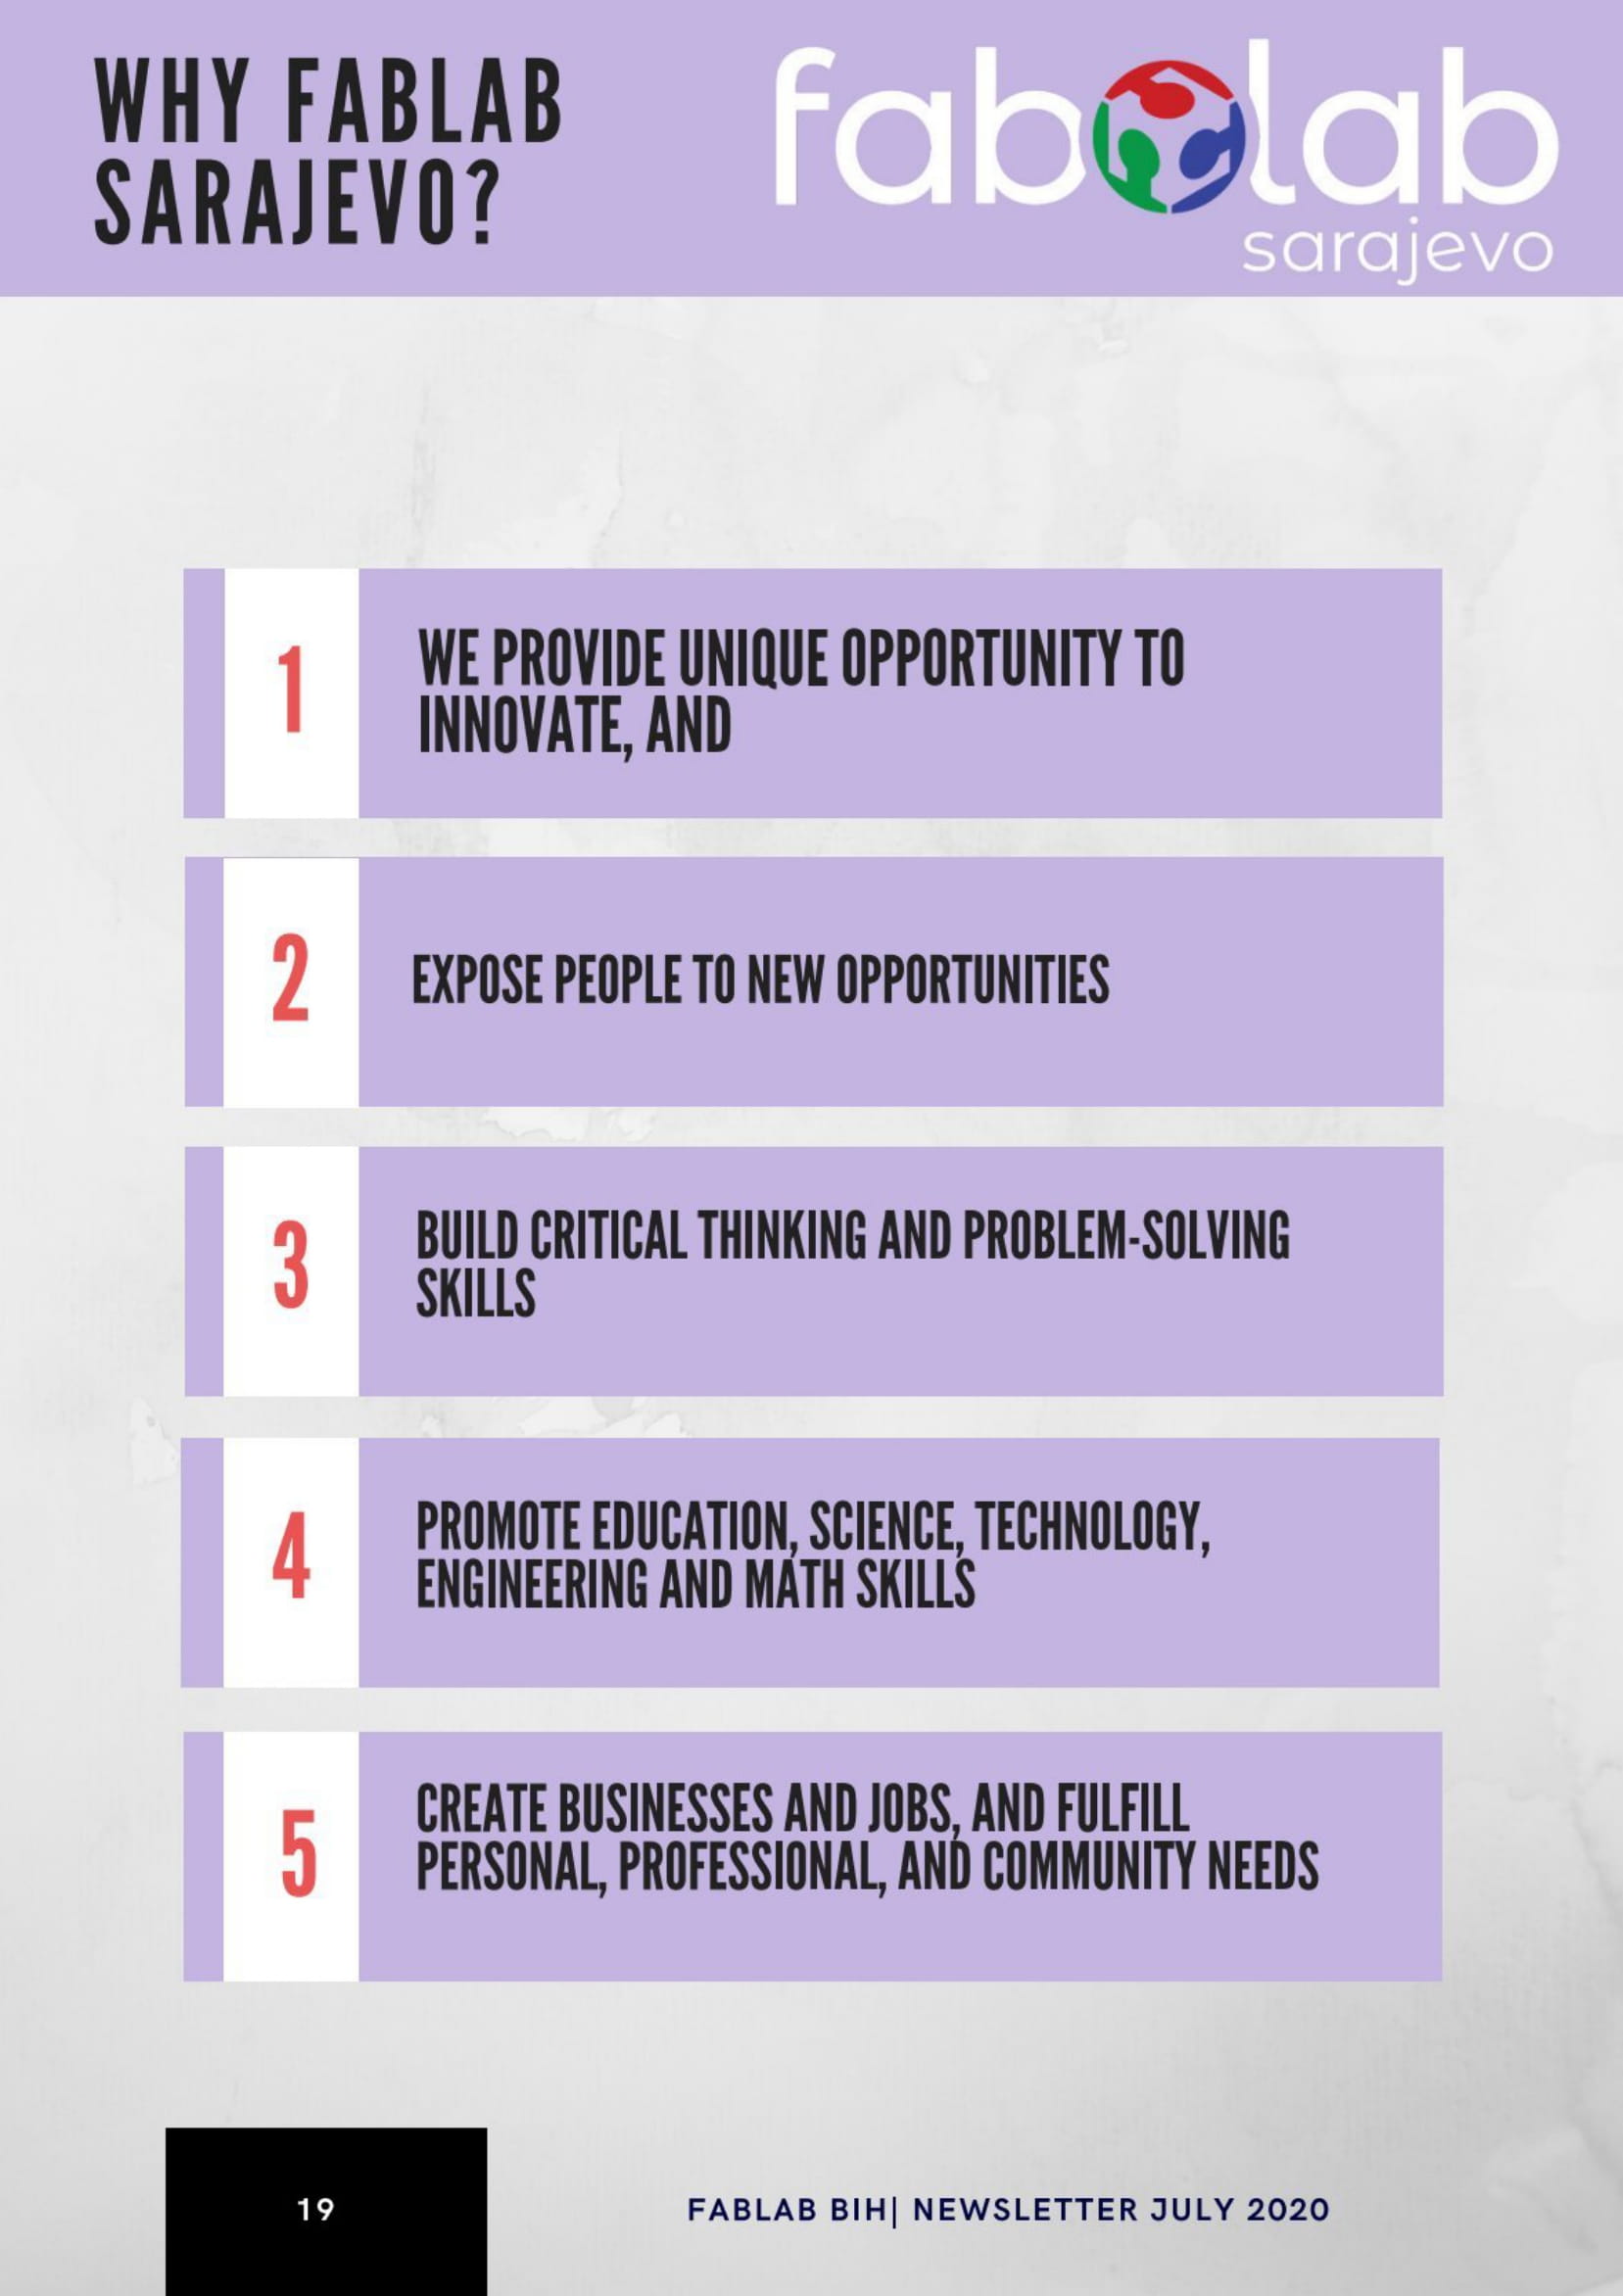 WHY FABLAB
SARAJEVO?
fab lab
sarajevo
1
WE PROVIDE UNIQUE OPPORTUNITY TO
INNOVATE, AND
2
EXPOSE PEOPLE TO NEW OPPORTUNITIES
3
BUILD CRITICAL THINKING AND PROBLEM-SOLVING
SKILLS
4
PROMOTE EDUCATION, SCIENCE, TECHNOLOGY,
ENGINEERING AND MATH SKILLS
5
CREATE BUSINESSES AND JOBS, AND FULFILL
PERSONAL, PROFESSIONAL, AND COMMUNITY NEEDS
19
FABLAB BIH| NEWSLETTER JULY 2020